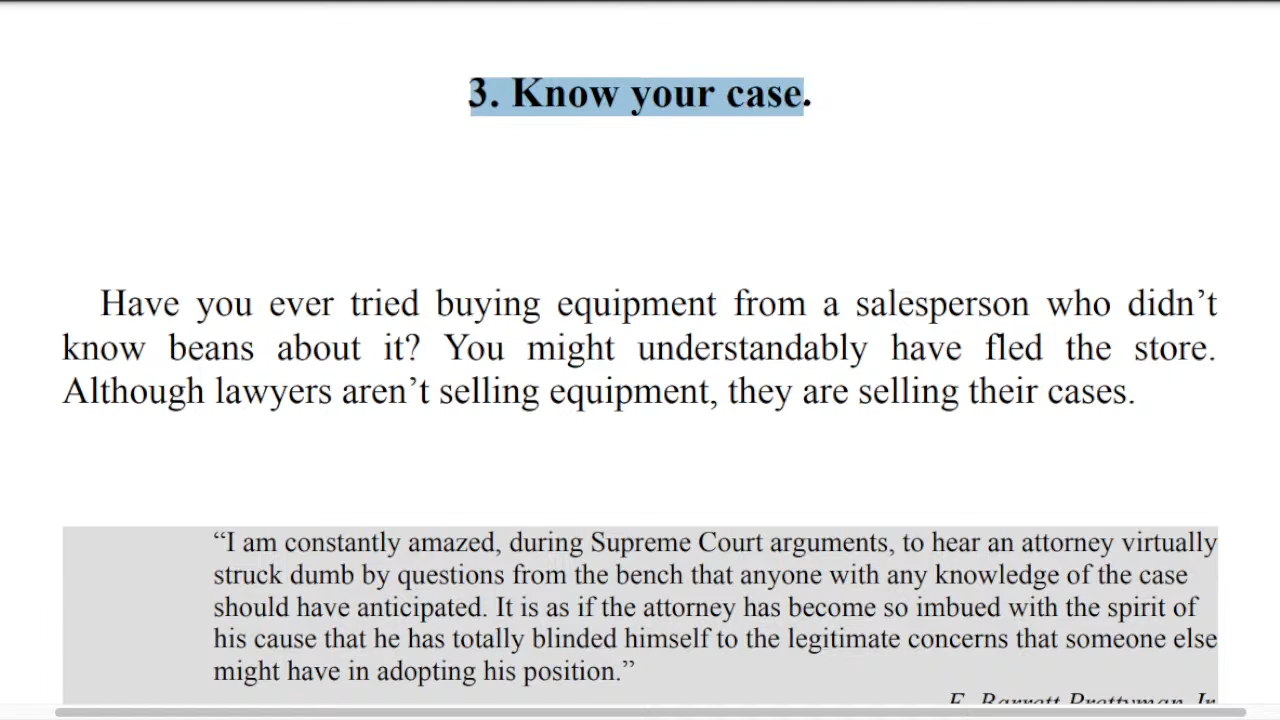 3. Know your case.
Have you ever tried buying equipment from a salesperson who didn’t
know beans about it? You might understandably have fled the store.
Although lawyers aren’t selling equipment, they are selling their cases.
“I am constantly amazed, during Supreme Court arguments, to hear an attorney virtually
struck dumb by questions from the bench that anyone with any knowledge of the case
should have anticipated. It is as if the attorney has become so imbued with the spirit of
his cause that he has totally blinded himself to the legitimate concerns that someone else
might have in adopting his position.”
E. Barrett Prettyman, Jr